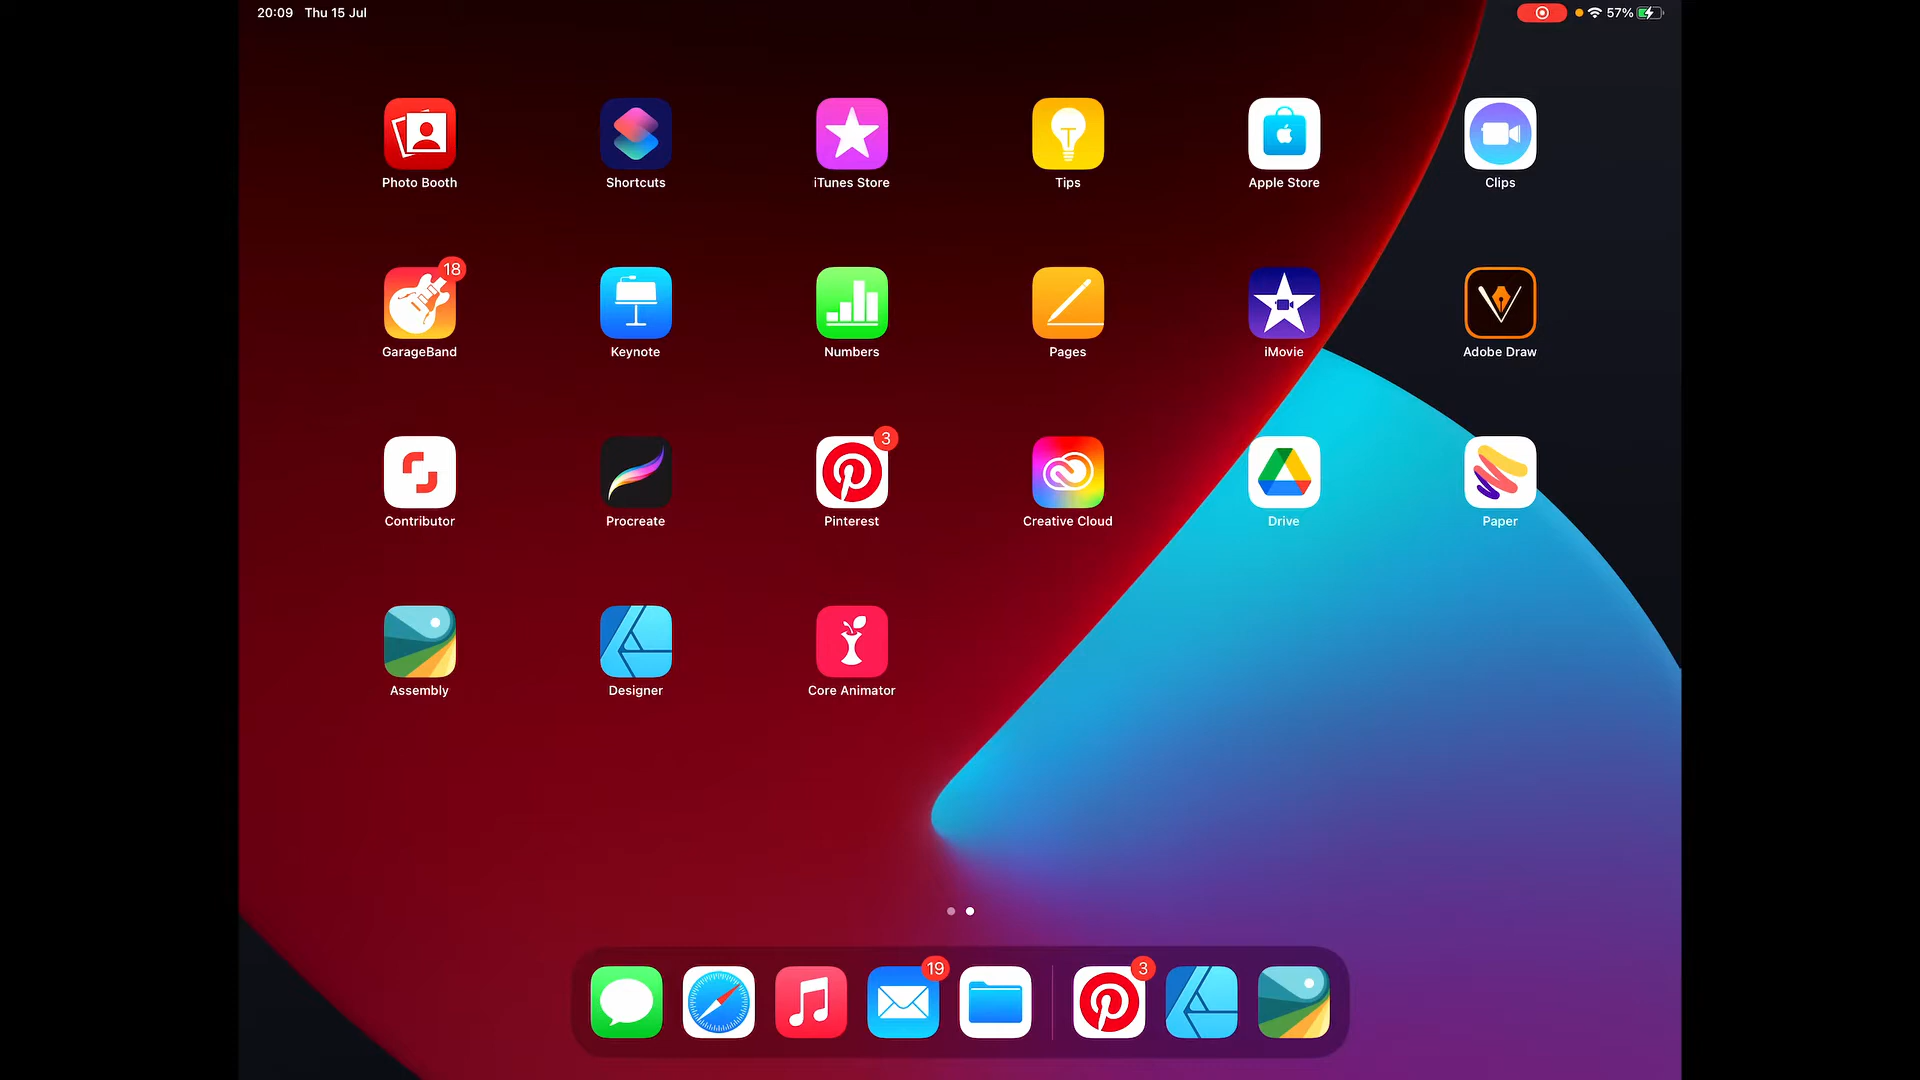 20:09 Thu 15 Jul 57%
Photo Booth Shortcuts iTunes Store Tips Apple Store Clips
18
GarageBand Keynote Numbers Pages iMovie Adobe Draw
3
Contributor Procreate Pinterest Creative Cloud Drive Paper
Assembly Designer Core Animator
19 3